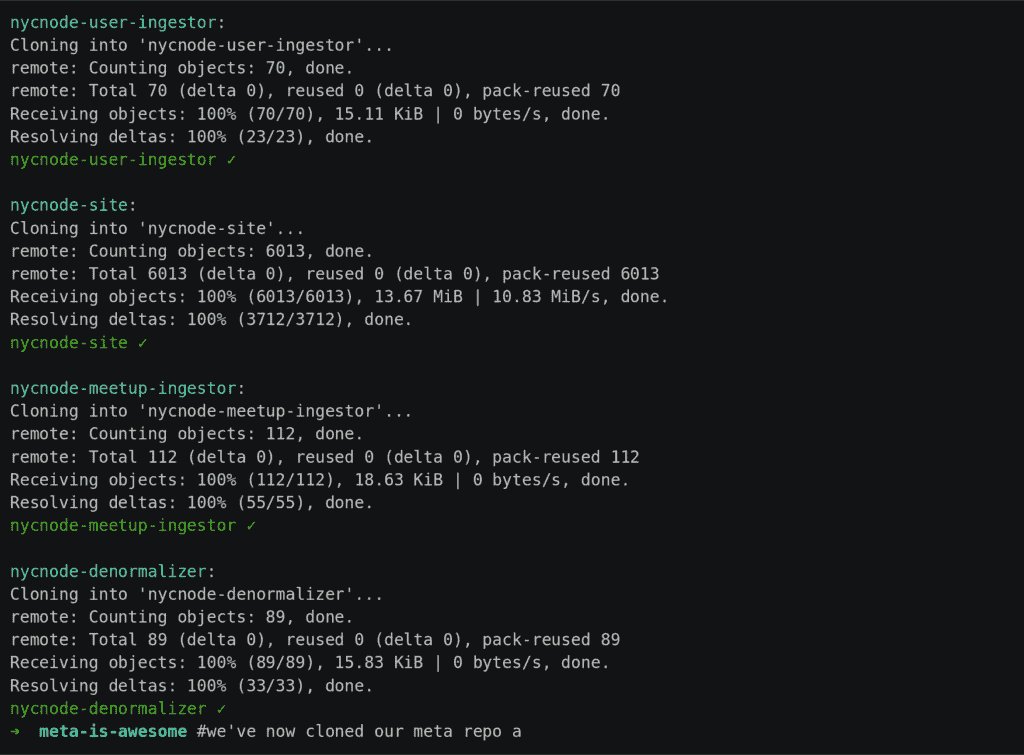 nycnode-user-ingestor:
Cloning into 'nycnode-user-ingestor'...
remote: Counting objects: 70, done.
remote: Total 70 (delta 0), reused 0 (delta 0), pack-reused 70
Receiving objects: 100% (70/70), 15.11 KiB | 0 bytes/s, done.
Resolving deltas: 100% (23/23), done.
nycnode-user-ingestor ✓

nycnode-site:
Cloning into 'nycnode-site'...
remote: Counting objects: 6013, done.
remote: Total 6013 (delta 0), reused 0 (delta 0), pack-reused 6013
Receiving objects: 100% (6013/6013), 13.67 MiB | 10.83 MiB/s, done.
Resolving deltas: 100% (3712/3712), done.
nycnode-site ✓

nycnode-meetup-ingestor:
Cloning into 'nycnode-meetup-ingestor'...
remote: Counting objects: 112, done.
remote: Total 112 (delta 0), reused 0 (delta 0), pack-reused 112
Receiving objects: 100% (112/112), 18.63 KiB | 0 bytes/s, done.
Resolving deltas: 100% (55/55), done.
nycnode-meetup-ingestor ✓

nycnode-denormalizer:
Cloning into 'nycnode-denormalizer'...
remote: Counting objects: 89, done.
remote: Total 89 (delta 0), reused 0 (delta 0), pack-reused 89
Receiving objects: 100% (89/89), 15.83 KiB | 0 bytes/s, done.
Resolving deltas: 100% (33/33), done.
nycnode-denormalizer ✓
➜  meta-is-awesome #we've now cloned our meta repo a